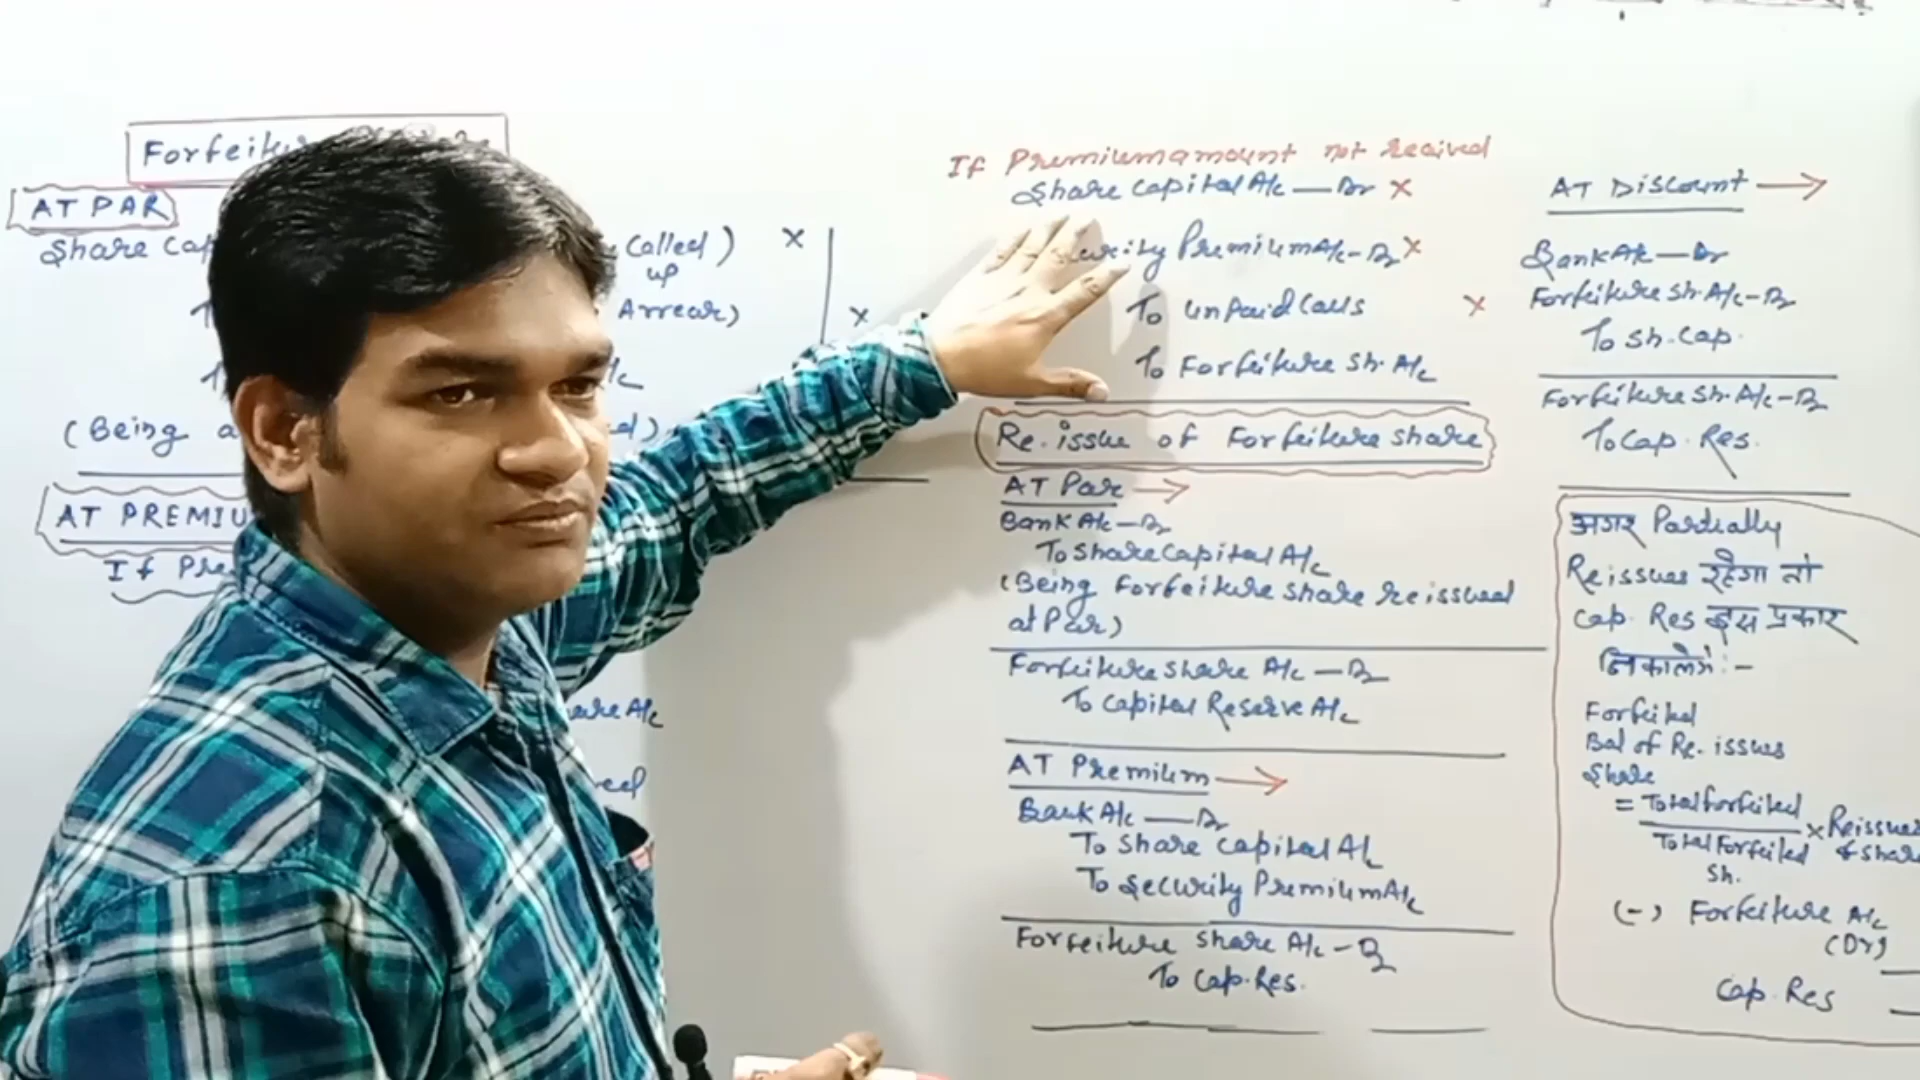 AT PAR
Share Cap called )
up
Arrear)
(Being a
AT PREMIU
If Pre
If Premium amount not received
Share Capital A/c — Dr ×
Security Premium A/c - Dr ×
To unpaid calls ×
To Forfeiture Sh. A/c
Re. issue of Forfeiture share
AT Par →
Bank A/c — Dr
To Share Capital A/c
(Being Forfeiture share reissued
at Par)
Forfeiture share A/c — Dr
To Capital Reserve A/c
AT Premium →
Bank A/c — Dr
To Share Capital A/c
To Security Premium A/c
Forfeiture share A/c - Dr
To Cap. Res.
AT Discount →
Bank A/c — Dr
Forfeiture sh. A/c - Dr
To Sh. Cap.
Forfeiture sh. A/c - Dr
To Cap. Res.
अगर Partially
Reissues रहेगा तो
Cap. Res इस प्रकार
निकालेंगे :-
Forfeited
Bal of Re. issues
Share
= Total forfeited × Reissues
Total Forfeited & share
Sh.
(-) Forfeiture A/c
(Dr)
Cap. Res